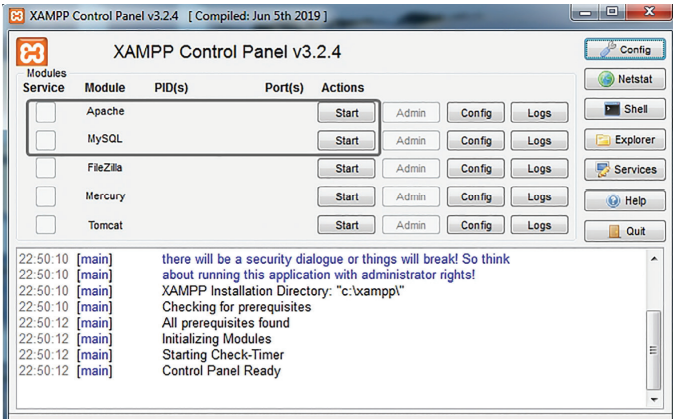 XAMPP Control Panel v3.2.4 [ Compiled: Jun 5th 2019 ]
XAMPP Control Panel v3.2.4
Config
Modules
Service Module PID(s) Port(s) Actions
Netstat
Apache Start Admin Config Logs
Shell
MySQL Start Admin Config Logs
Explorer
FileZilla Start Admin Config Logs
Services
Mercury Start Admin Config Logs
Help
Tomcat Start Admin Config Logs
Quit
22:50:10 [main] there will be a security dialogue or things will break! So think
22:50:10 [main] about running this application with administrator rights!
22:50:10 [main] XAMPP Installation Directory: "c:\xampp\"
22:50:10 [main] Checking for prerequisites
22:50:12 [main] All prerequisites found
22:50:12 [main] Initializing Modules
22:50:12 [main] Starting Check-Timer
22:50:12 [main] Control Panel Ready